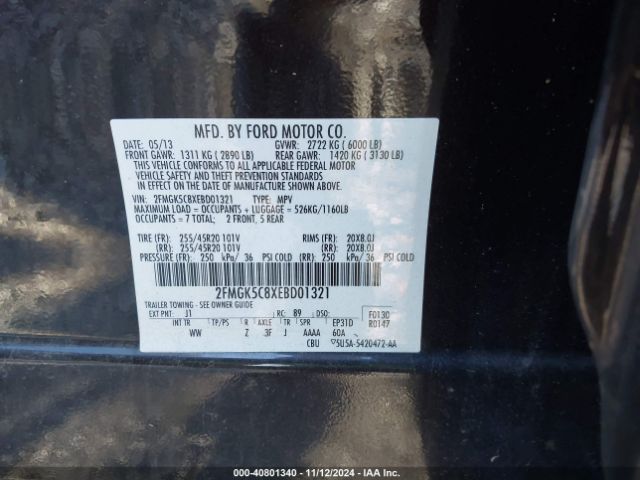 MFD. BY FORD MOTOR CO.
DATE: 05/13 GVWR: 2722 KG ( 6000 LB)
FRONT GAWR: 1311 KG ( 2890 LB) REAR GAWR: 1420 KG ( 3130 LB)
THIS VEHICLE CONFORMS TO ALL APPLICABLE FEDERAL MOTOR
VEHICLE SAFETY AND THEFT PREVENTION STANDARDS
IN EFFECT ON THE DATE OF MANUFACTURE SHOWN ABOVE.
VIN: 2FMGK5C8XEBD01321 TYPE: MPV
MAXIMUM LOAD = OCCUPANTS + LUGGAGE = 526KG/1160LB
OCCUPANTS = 7 TOTAL; 2 FRONT, 5 REAR
TIRE (FR): 255/45R20 101V RIMS (FR): 20X8.0J
(RR): 255/45R20 101V (RR): 20X8.0J
PRESSURE (FR): 250 kPa/ 36 PSI COLD (RR): 250 kPa/ 36 PSI COLD
2FMGK5C8XEBD01321
TRAILER TOWING - SEE OWNER GUIDE
EXT PNT: J1 RC: 89 DSO: F0130
INT TR TP/PS R AXLE TR SPR EP31D R0147
WW Z 3F J AAAA 60A
CBU 5U5A-5420472-AA
000-40801340 - 11/12/2024 - IAA Inc.